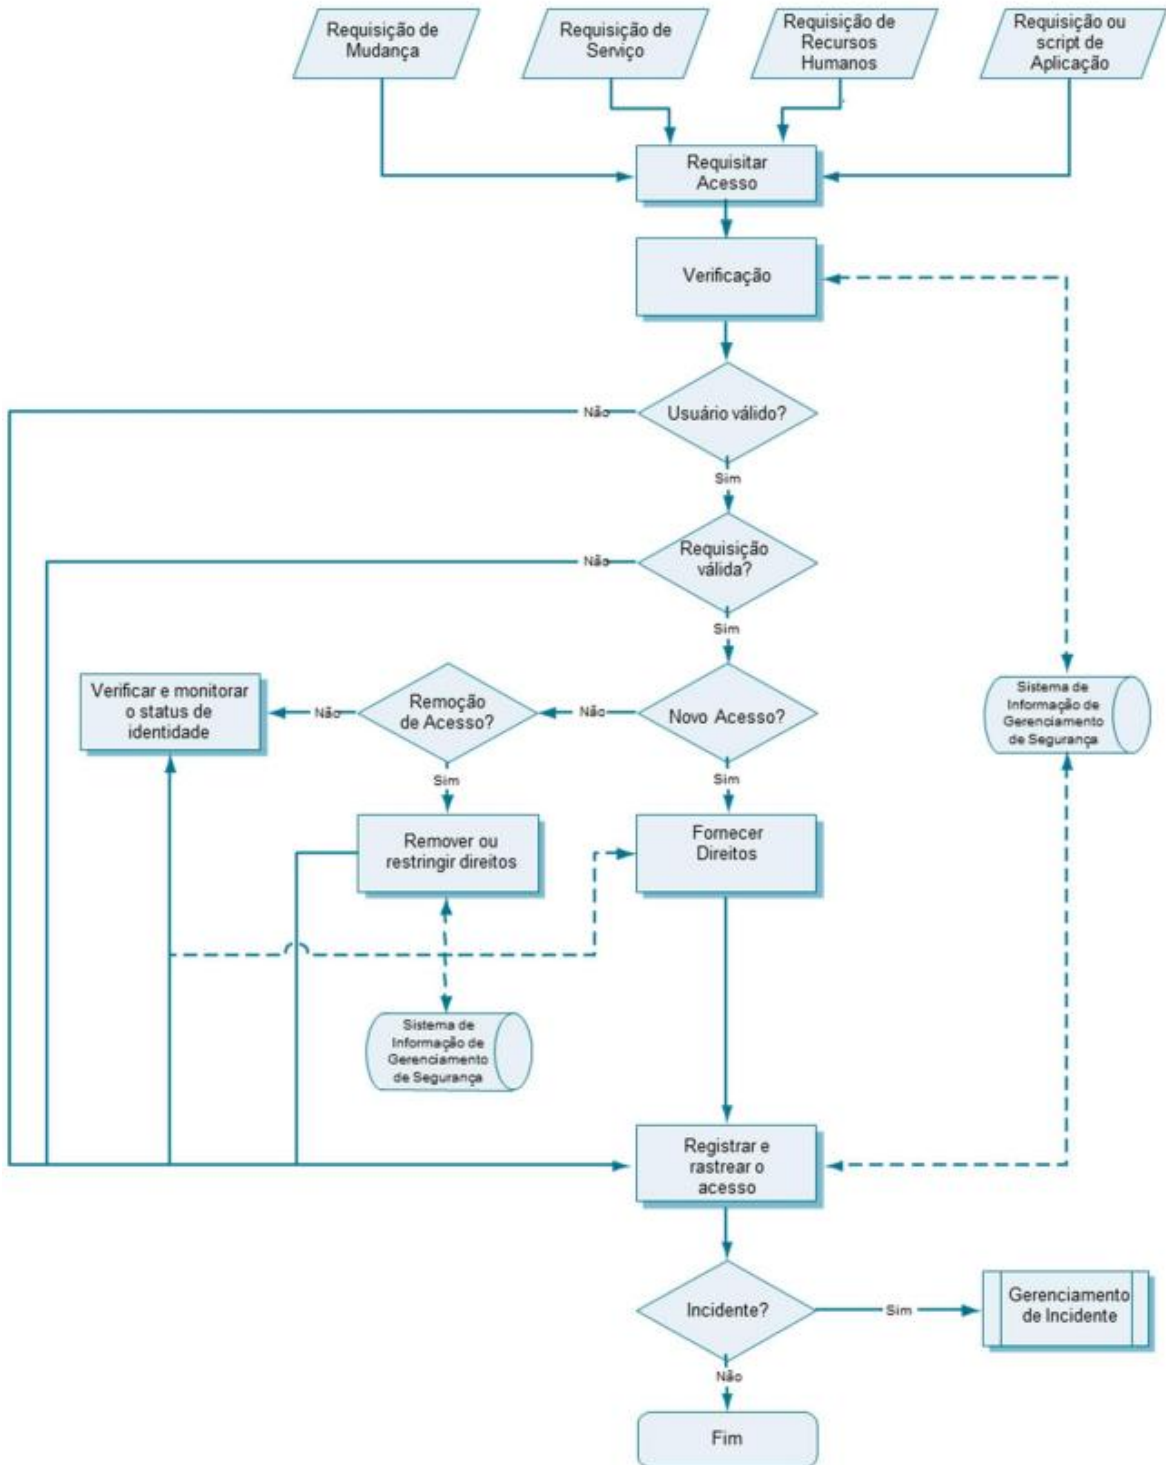 Requisição de
Mudança
Requisição de
Serviço
Requisição de
Recursos
Humanos
Requisição ou
script de
Aplicação
Requisitar
Acesso
Verificação
Usuário válido?
Não
Sim
Requisição
válida?
Não
Sim
Verificar e monitorar
o status de
identidade
Não
Remoção
de Acesso?
Não
Novo Acesso?
Sistema de
Informação de
Gerenciamento
de Segurança
Sim
Sim
Remover ou
restringir direitos
Fornecer
Direitos
Sistema de
Informação de
Gerenciamento
de Segurança
Registrar e
rastrear o
acesso
Incidente?
Sim
Gerenciamento
de Incidente
Não
Fim